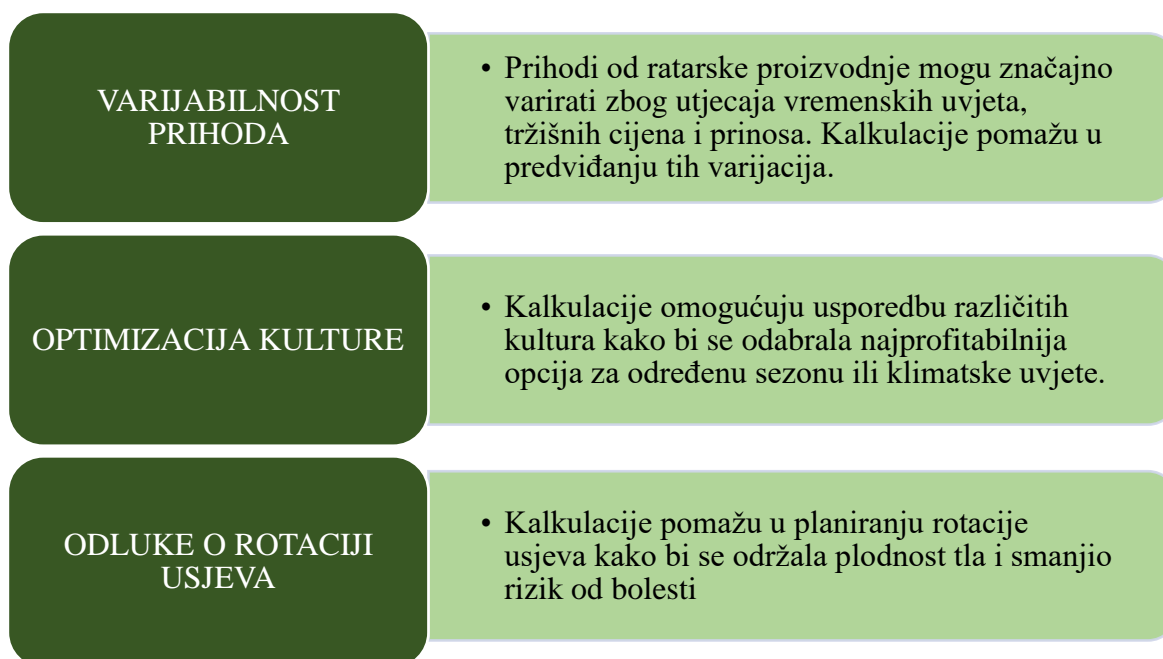 VARIJABILNOST
PRIHODA
• Prihodi od ratarske proizvodnje mogu značajno
varirati zbog utjecaja vremenskih uvjeta,
tržišnih cijena i prinosa. Kalkulacije pomažu u
predviđanju tih varijacija.
OPTIMIZACIJA KULTURE
• Kalkulacije omogućuju usporedbu različitih
kultura kako bi se odabrala najprofitabilnija
opcija za određenu sezonu ili klimatske uvjete.
ODLUKE O ROTACIJI
USJEVA
• Kalkulacije pomažu u planiranju rotacije
usjeva kako bi se održala plodnost tla i smanjio
rizik od bolesti